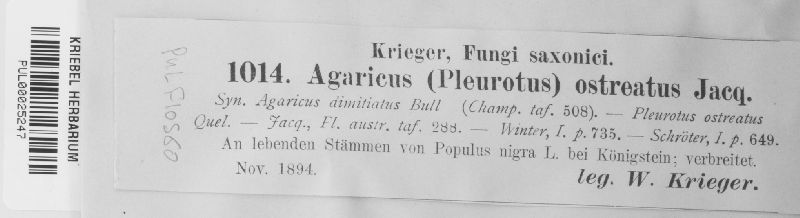 KRIEBEL HERBARIUM
PUL00025247
PUL F10560
Krieger, Fungi saxonici.
1014. Agaricus (Pleurotus) ostreatus Jacq.
Syn. Agaricus dimitiatus Bull (Champ. taf. 508). — Pleurotus ostreatus
Quel. — Jacq., Fl. austr. taf. 288. — Winter, I. p. 735. — Schröter, I. p. 649.
An lebenden Stämmen von Populus nigra L. bei Königstein; verbreitet.
Nov. 1894.
leg. W. Krieger.